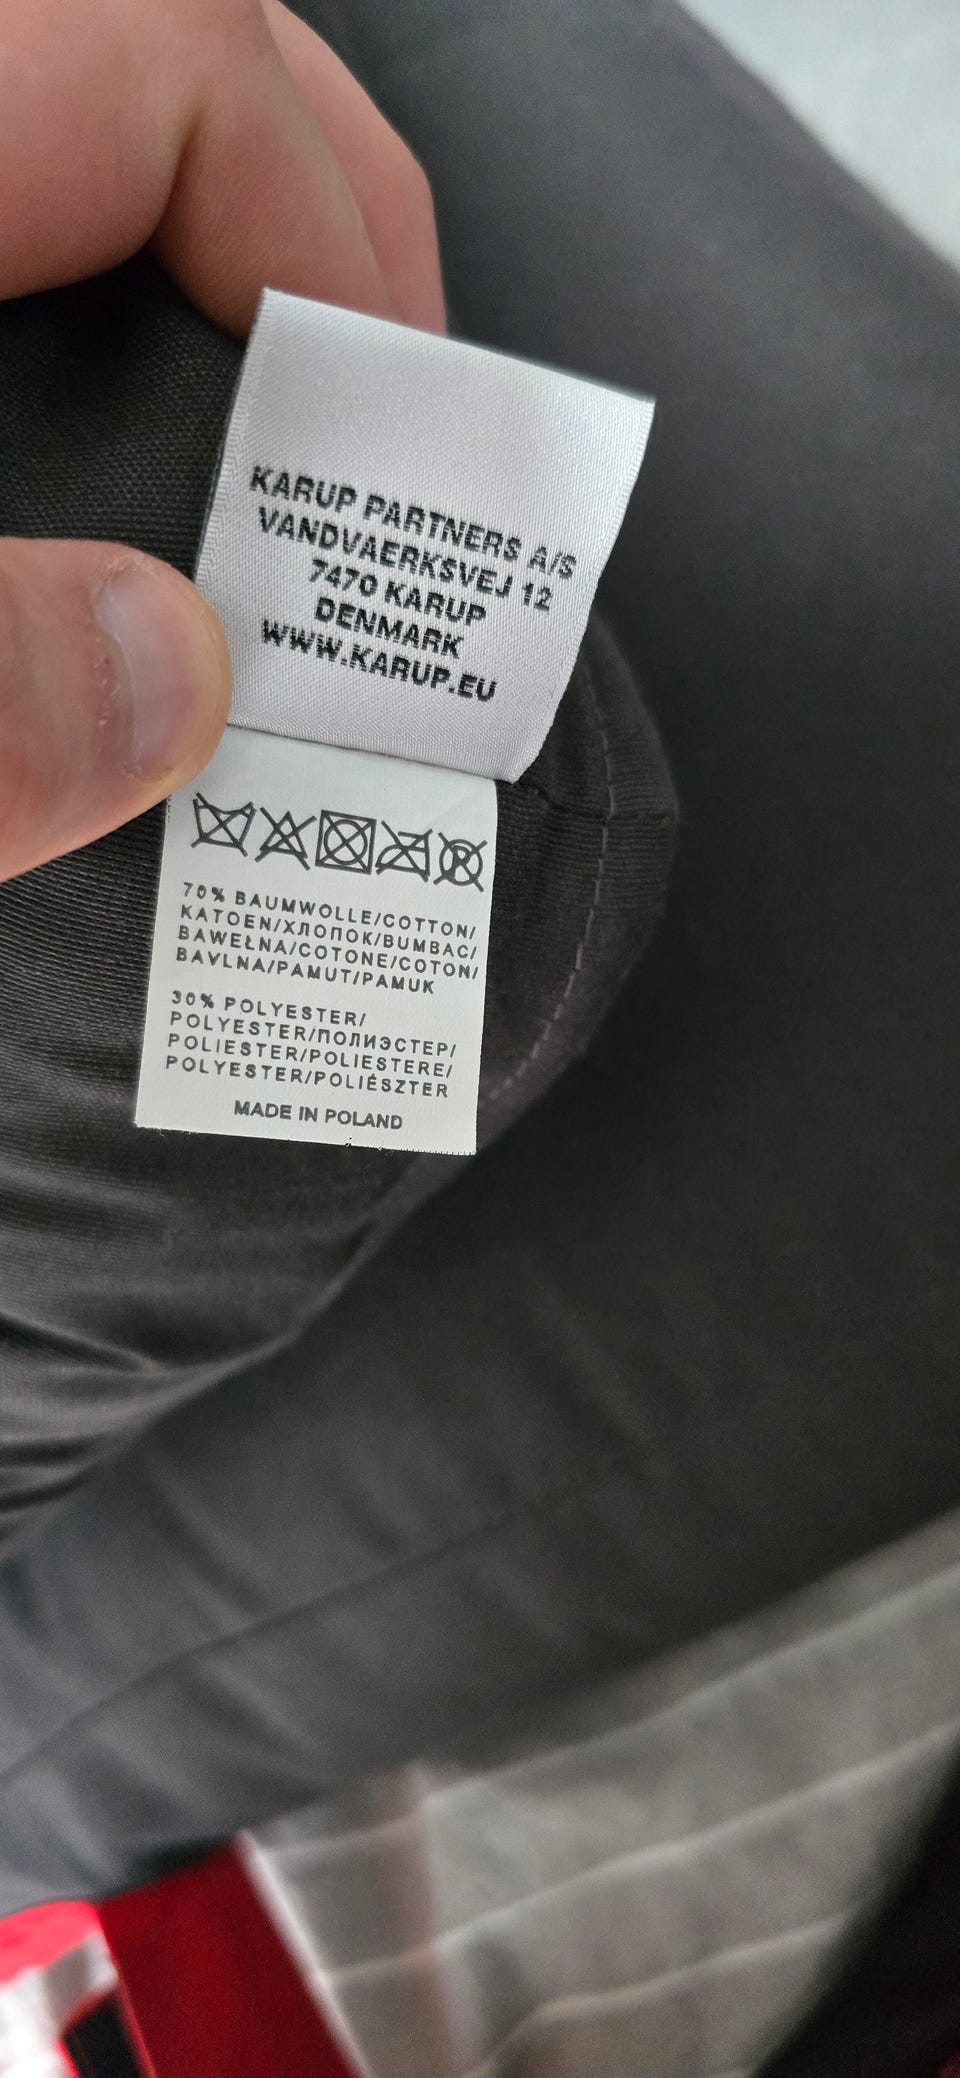 KARUP PARTNERS A/S
VANDVAERKSVEJ 12
7470 KARUP
DENMARK
WWW.KARUP.EU
70% BAUMWOLLE/COTTON/
KATOEN/ХЛОПОК/BUMBAC/
BAWEŁNA/COTONE/COTON/
BAVLNA/PAMUT/PAMUK
30% POLYESTER/
POLYESTER/ПОЛИЭСТЕР/
POLIESTER/POLIESTERE/
POLYESTER/POLIÉSZTER
MADE IN POLAND